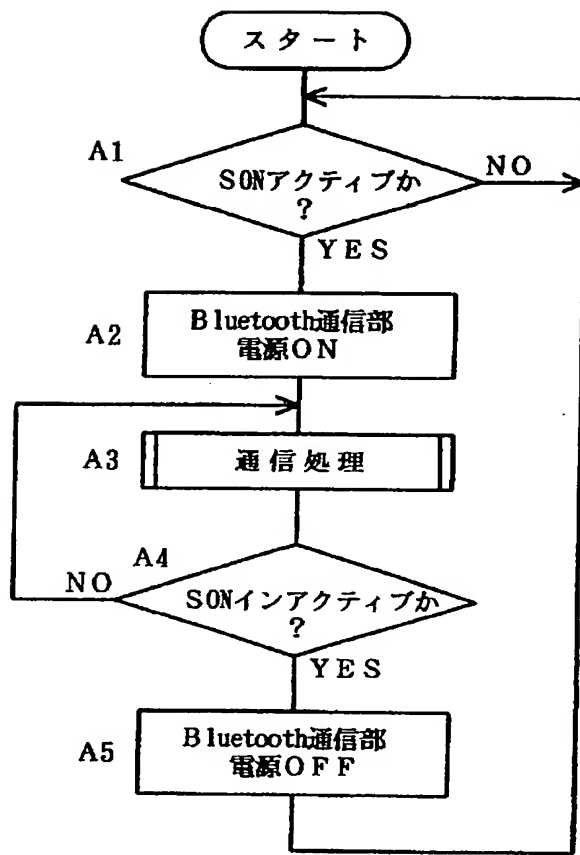 スタート
A1
SONアクティブか
?
NO
YES
A2
Bluetooth通信部
電源ON
A3
通信処理
A4
NO
SONインアクティブか
?
YES
A5
Bluetooth通信部
電源OFF